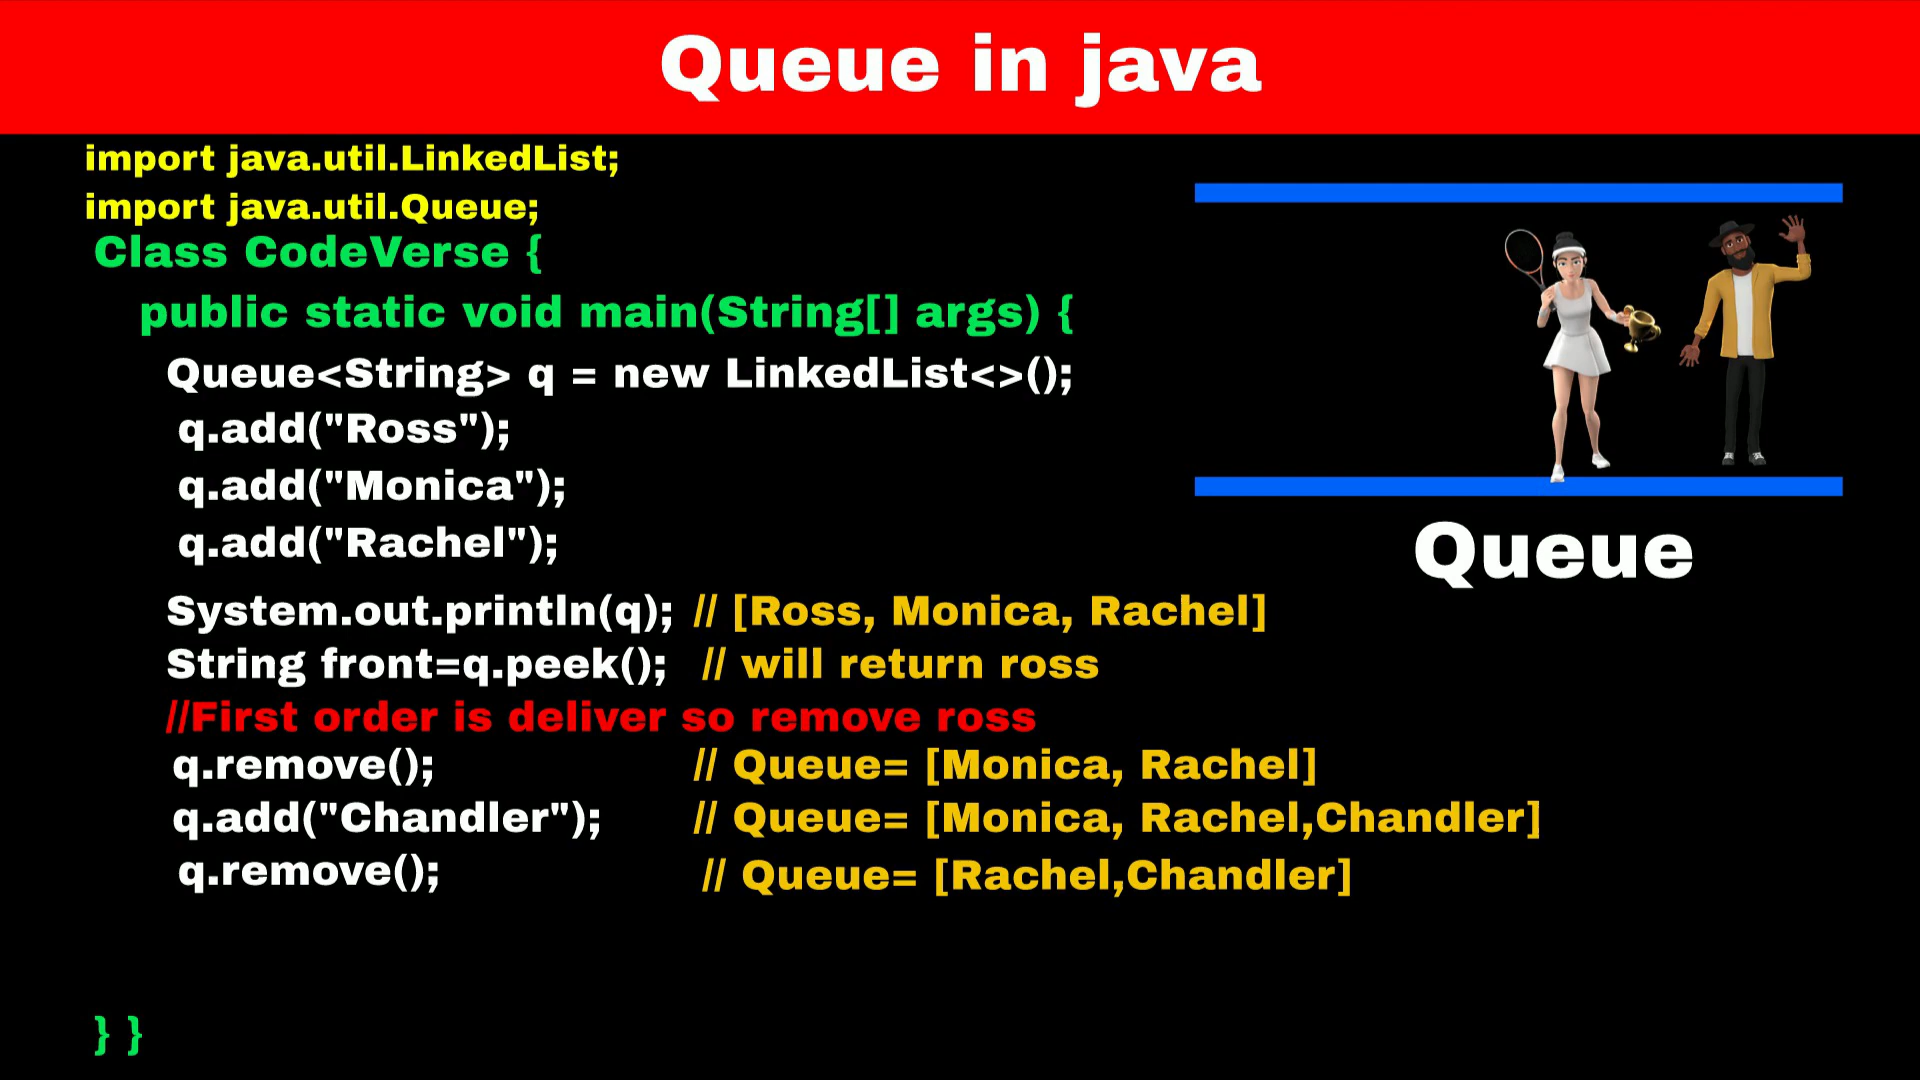 Queue in java
import java.util.LinkedList;
import java.util.Queue;
Class CodeVerse {
public static void main(String[] args) {
Queue<String> q = new LinkedList<>();
q.add("Ross");
q.add("Monica");
q.add("Rachel");
Queue
System.out.println(q); // [Ross, Monica, Rachel]
String front=q.peek(); // will return ross
//First order is deliver so remove ross
q.remove(); // Queue= [Monica, Rachel]
q.add("Chandler"); // Queue= [Monica, Rachel,Chandler]
q.remove(); // Queue= [Rachel,Chandler]
} }